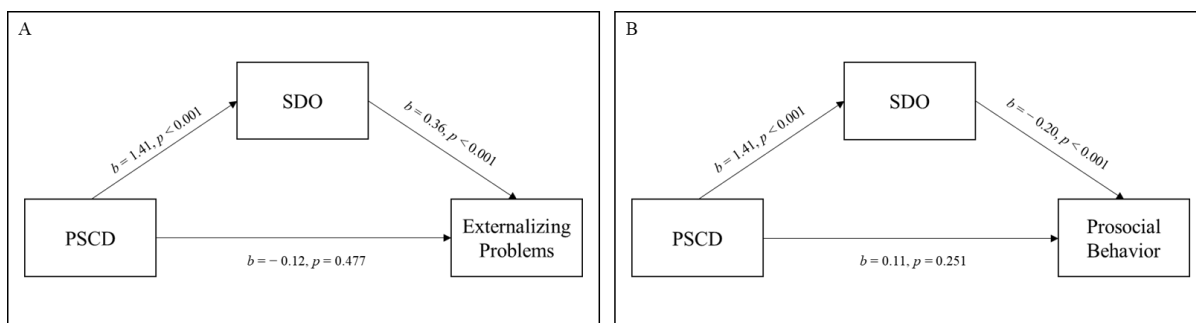 A
SDO
b = 1.41, p < 0.001
b = 0.36, p < 0.001
PSCD
Externalizing
Problems
b = − 0.12, p = 0.477
B
SDO
b = 1.41, p < 0.001
b = − 0.20, p < 0.001
PSCD
Prosocial
Behavior
b = 0.11, p = 0.251